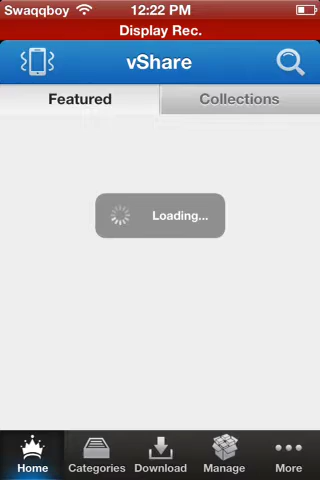 Swaqqboy 12:22 PM
Display Rec.
vShare
Featured Collections
Loading...
Home Categories Download Manage More